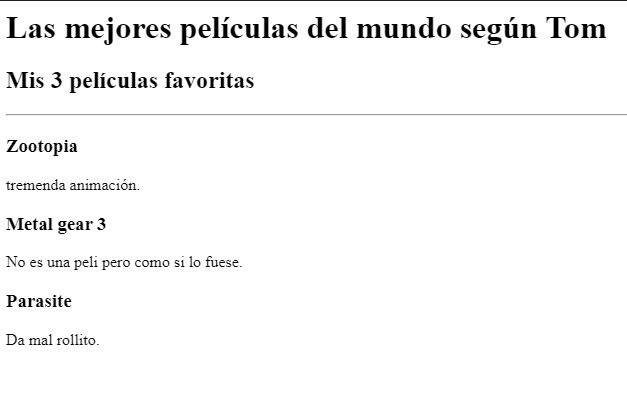 Las mejores películas del mundo según Tom
Mis 3 películas favoritas
Zootopia
tremenda animación.
Metal gear 3
No es una peli pero como si lo fuese.
Parasite
Da mal rollito.